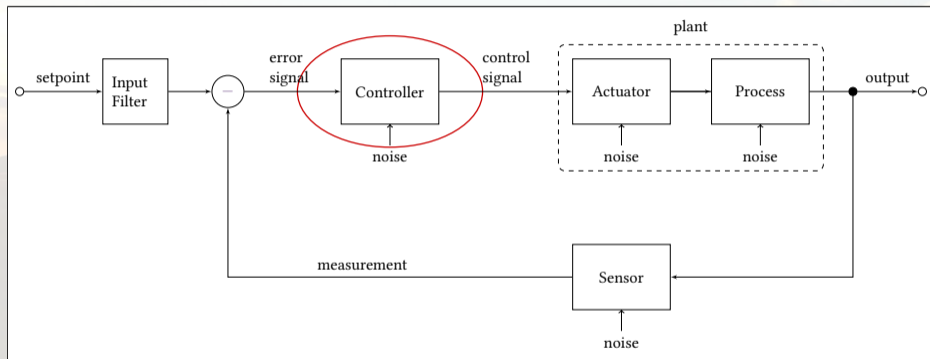 plant
setpoint
Input
Filter
−
error
signal
Controller
noise
control
signal
Actuator
noise
Process
noise
output
measurement
Sensor
noise